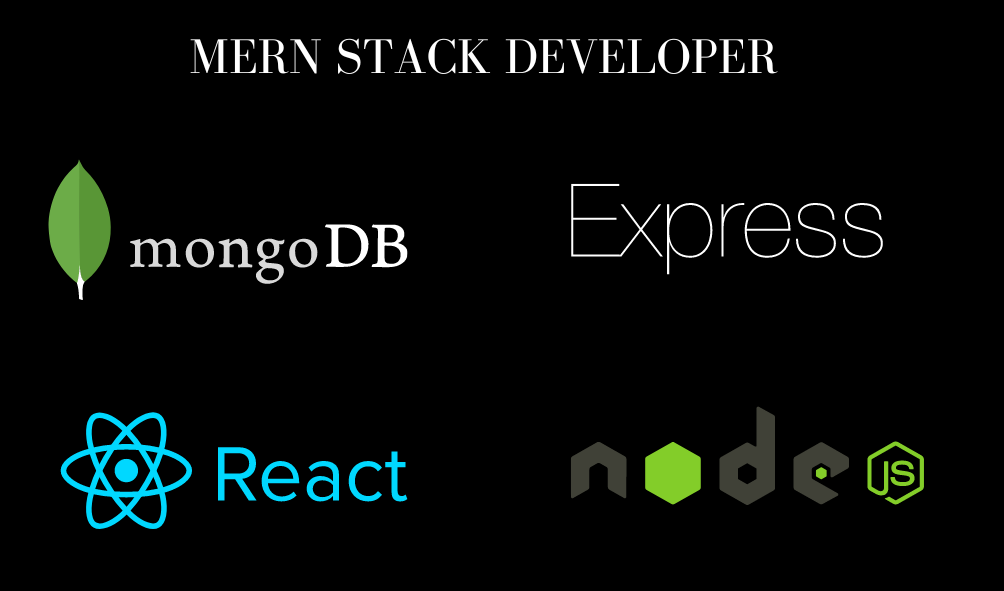 MERN STACK DEVELOPER
mongoDB
Express
React
node JS